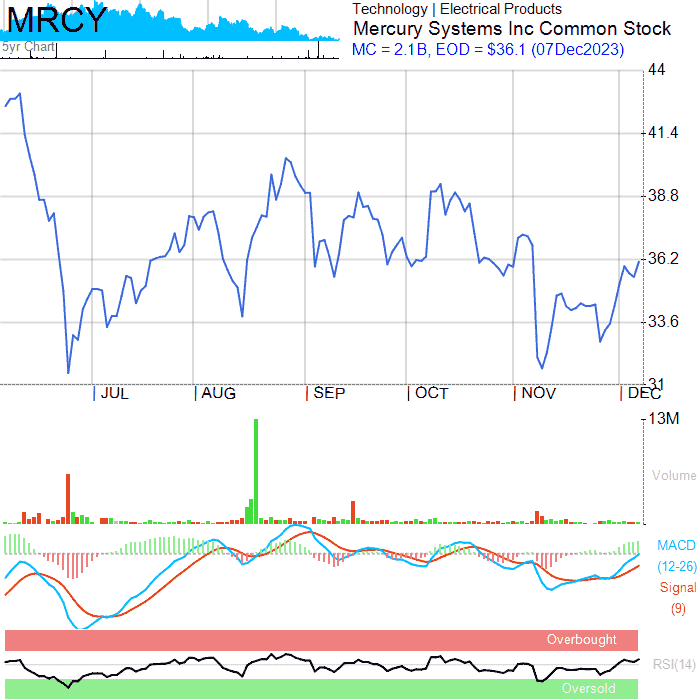 MRCY
5yr Chart
Technology | Electrical Products
Mercury Systems Inc Common Stock
MC = 2.1B, EOD = $36.1 (07Dec2023)
44
41.4
38.8
36.2
33.6
31
JUL AUG SEP OCT NOV DEC
13M
Volume
MACD
(12-26)
Signal
(9)
Overbought
RSI(14)
Oversold